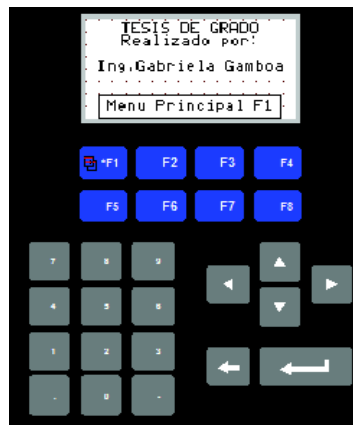 TESIS DE GRADO
Realizado por:
Ing.Gabriela Gamboa
Menu Principal F1
*F1 F2 F3 F4
F5 F6 F7 F8
7 8 9
4 5 6
1 2 3
. 0 -